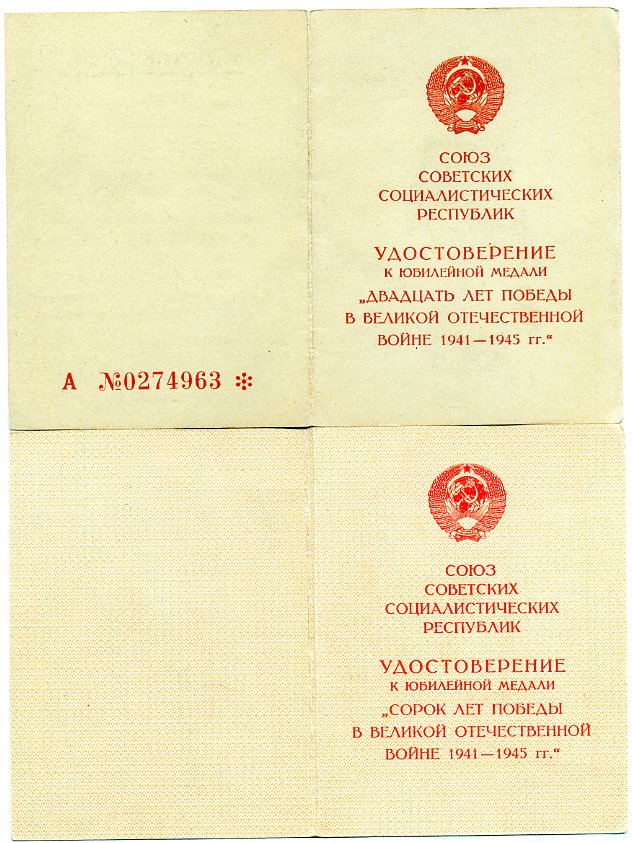 СОЮЗ
СОВЕТСКИХ
СОЦИАЛИСТИЧЕСКИХ
РЕСПУБЛИК
УДОСТОВЕРЕНИЕ
К ЮБИЛЕЙНОЙ МЕДАЛИ
„ДВАДЦАТЬ ЛЕТ ПОБЕДЫ
В ВЕЛИКОЙ ОТЕЧЕСТВЕННОЙ
ВОЙНЕ 1941—1945 гг.“
А №0274963 ✻
СОЮЗ
СОВЕТСКИХ
СОЦИАЛИСТИЧЕСКИХ
РЕСПУБЛИК
УДОСТОВЕРЕНИЕ
К ЮБИЛЕЙНОЙ МЕДАЛИ
„СОРОК ЛЕТ ПОБЕДЫ
В ВЕЛИКОЙ ОТЕЧЕСТВЕННОЙ
ВОЙНЕ 1941—1945 гг.“